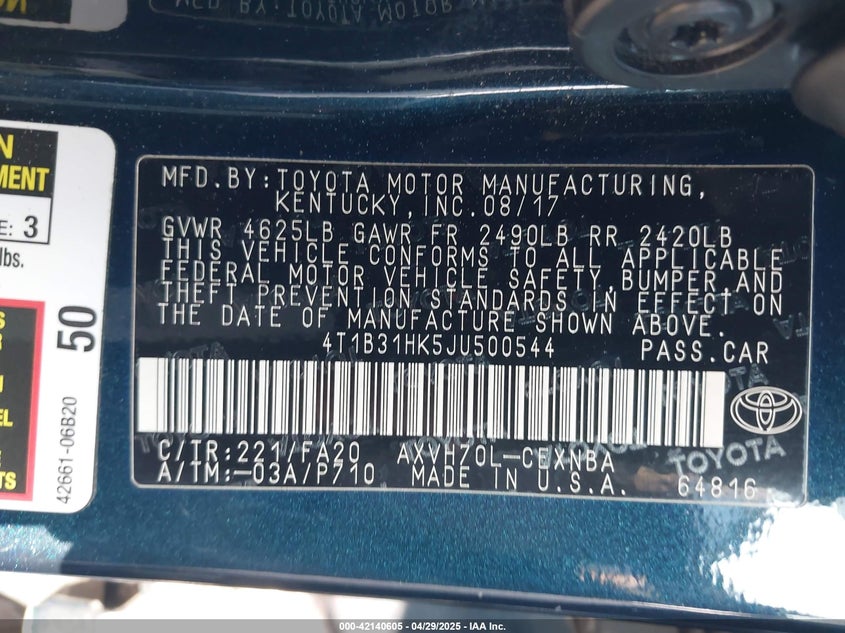 MFD.BY:TOYOTA MOTOR MANUFACTURING,
KENTUCKY,INC.08/17
GVWR 4625LB GAWR FR 2490LB RR 2420LB
THIS VEHICLE CONFORMS TO ALL APPLICABLE
FEDERAL MOTOR VEHICLE SAFETY,BUMPER,AND
THEFT PREVENTION STANDARDS IN EFFECT ON
THE DATE OF MANUFACTURE SHOWN ABOVE.
4T1B31HK5JU500544 PASS.CAR
C/TR:221/FA20 AXVH70L-CEXNBA
A/TM:-03A/P710 MADE IN U.S.A.
64816
TOYOTA
N
MENT
E: 3
lbs.
50
42661-06B20
S
R
N
EL
E
TS
000-42140605 - 04/29/2025 - IAA Inc.